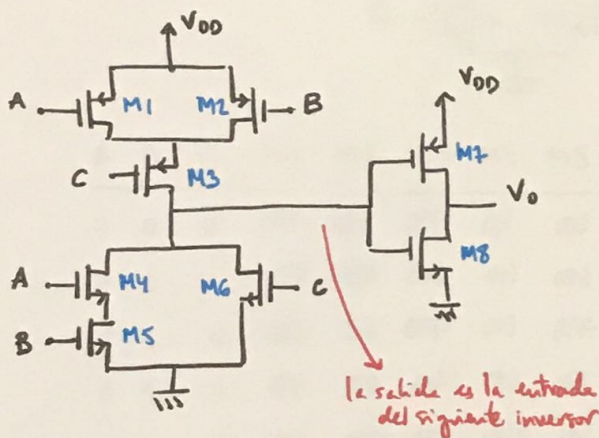 VDD
A M1 M2 B
VDD
C M3 M7
Vo
M8
A M4 M6 C
B M5
la salida es la entrada
del siguiente inversor